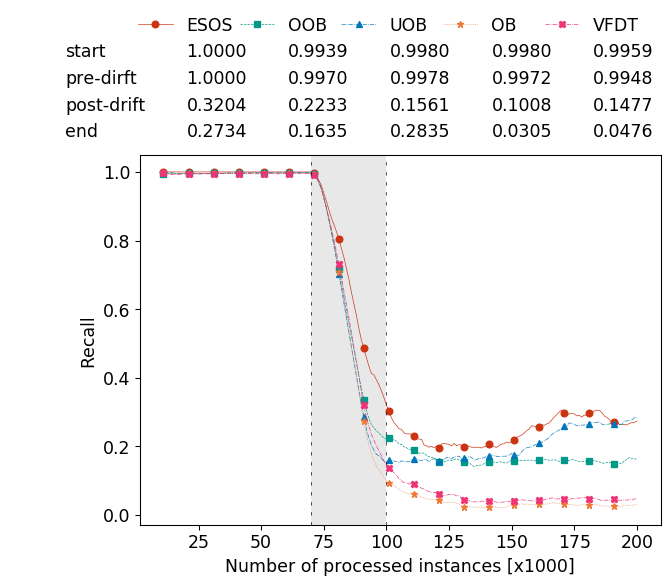 ESOS OOB UOB OB VFDT
start 1.0000 0.9939 0.9980 0.9980 0.9959
pre-dirft 1.0000 0.9970 0.9978 0.9972 0.9948
post-drift 0.3204 0.2233 0.1561 0.1008 0.1477
end 0.2734 0.1635 0.2835 0.0305 0.0476
1.0
0.8
0.6
0.4
0.2
0.0
Recall
25 50 75 100 125 150 175 200
Number of processed instances [x1000]